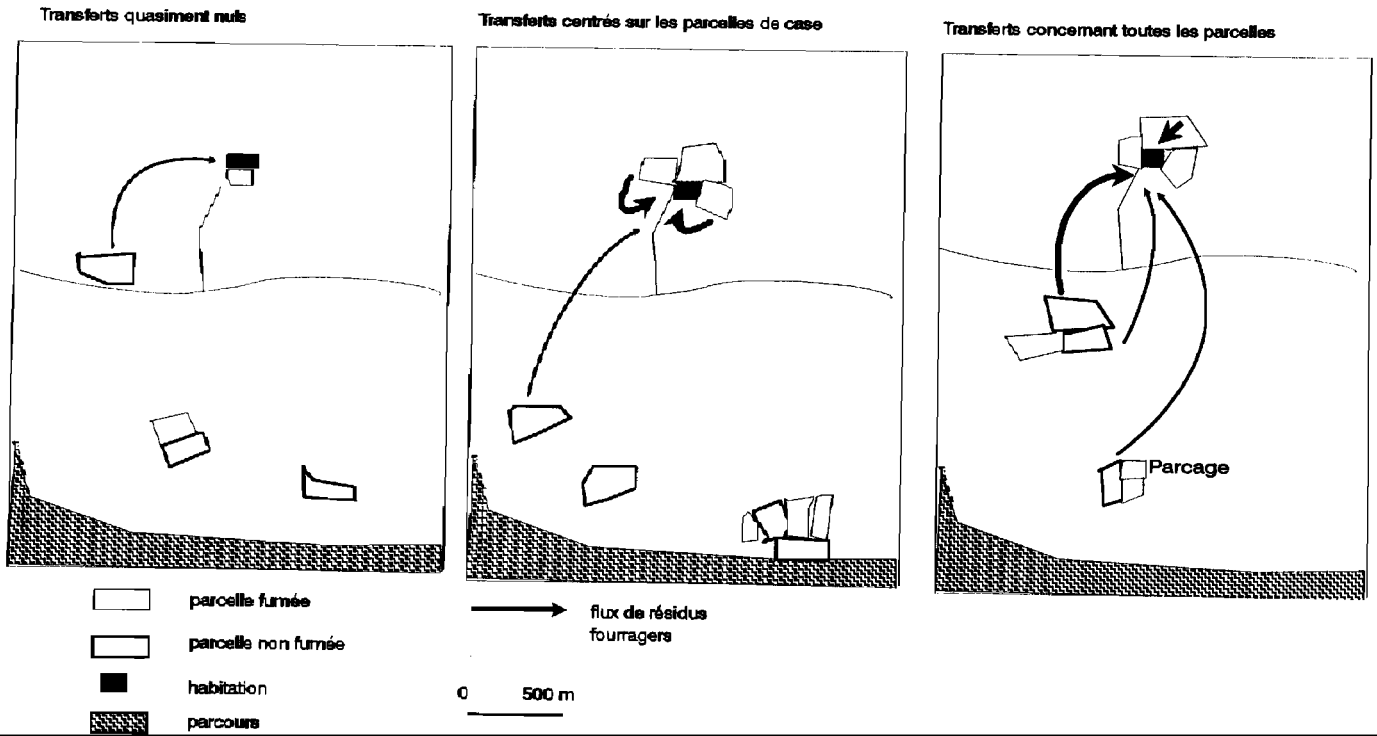 Transferts quasiment nuls
Transferts centrés sur les parcelles de case
Transferts concernant toutes les parcelles
Parcage
parcelle fumée
parcelle non fumée
habitation
parcours
flux de résidus
fourragers
0 500 m